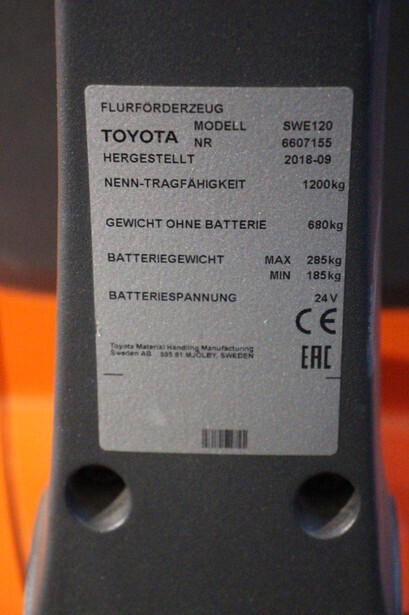 FLURFÖRDERZEUG
TOYOTA MODELL SWE120
NR 6607155
HERGESTELLT 2018-09
NENN-TRAGFÄHIGKEIT 1200kg
GEWICHT OHNE BATTERIE 680kg
BATTERIEGEWICHT MAX 285kg
MIN 185kg
BATTERIESPANNUNG 24V
CE
Toyota Material Handling Manufacturing
Sweden AB 595 81 MJÖLBY, SWEDEN
EAC